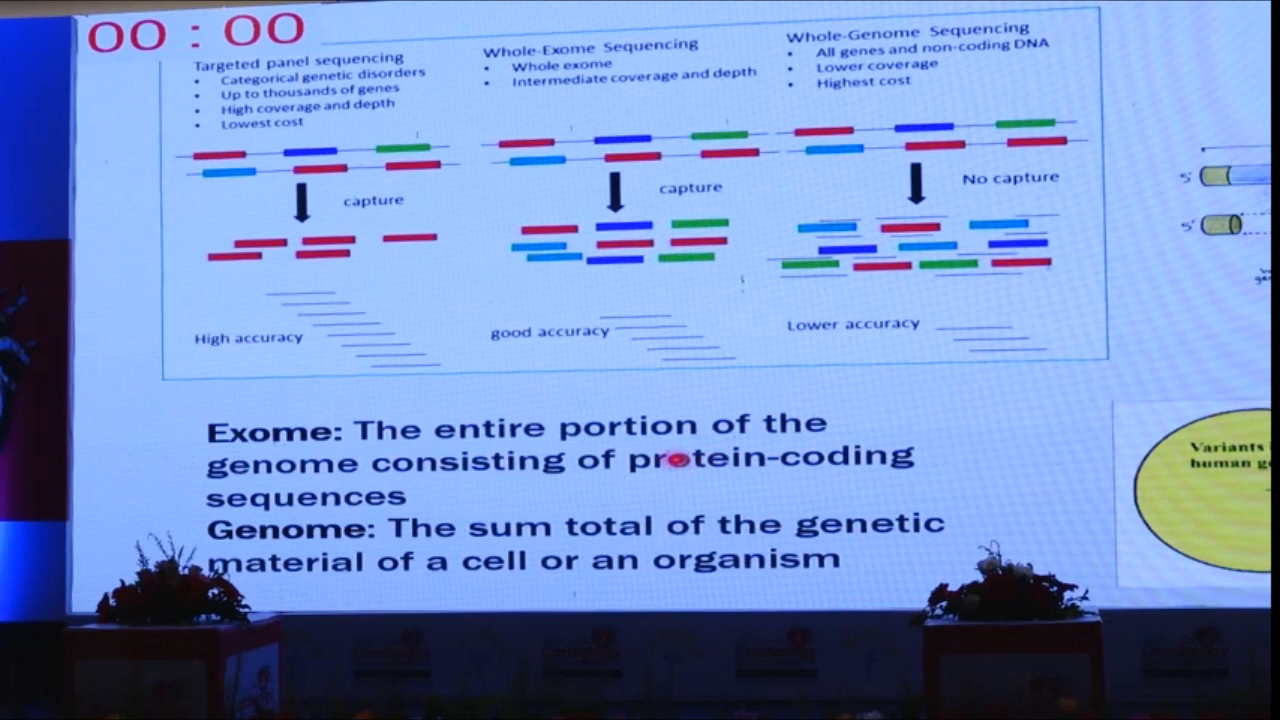 00 : 00
Targeted panel sequencing
• Categorical genetic disorders
• Up to thousands of genes
• High coverage and depth
• Lowest cost
capture
High accuracy
Whole-Exome Sequencing
• Whole exome
• Intermediate coverage and depth
capture
good accuracy
Whole-Genome Sequencing
• All genes and non-coding DNA
• Lower coverage
• Highest cost
No capture
Lower accuracy
Exome: The entire portion of the
genome consisting of protein-coding
sequences
Genome: The sum total of the genetic
material of a cell or an organism
5'
5'
Variants
human